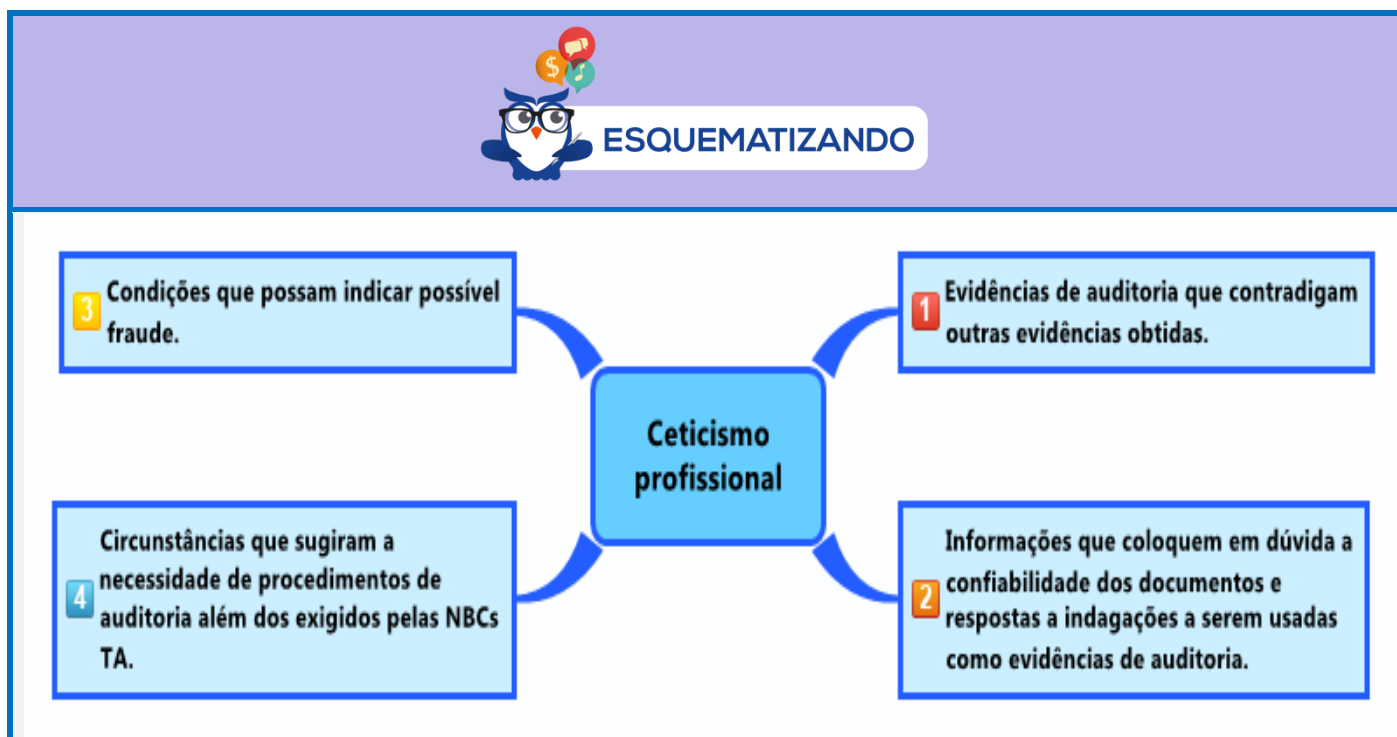 ESQUEMATIZANDO
3
Condições que possam indicar possível
fraude.
1
Evidências de auditoria que contradigam
outras evidências obtidas.
Ceticismo
profissional
4
Circunstâncias que sugiram a
necessidade de procedimentos de
auditoria além dos exigidos pelas NBCs
TA.
2
Informações que coloquem em dúvida a
confiabilidade dos documentos e
respostas a indagações a serem usadas
como evidências de auditoria.